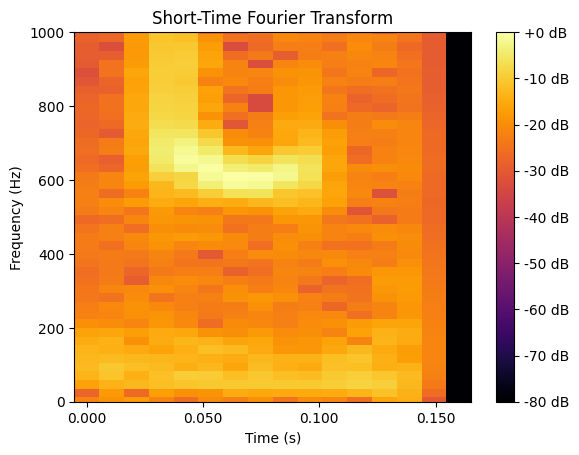 Short-Time Fourier Transform
1000
800
600
400
200
0
Frequency (Hz)
0.000
0.050
0.100
0.150
Time (s)
+0 dB
-10 dB
-20 dB
-30 dB
-40 dB
-50 dB
-60 dB
-70 dB
-80 dB